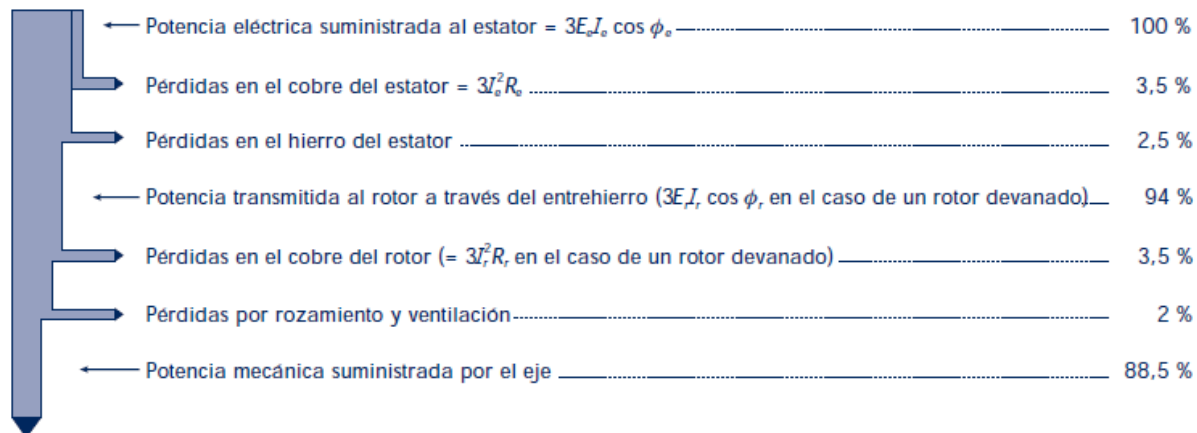 Potencia eléctrica suministrada al estator = 3EₑIₑ cos ϕₑ 100 %
Pérdidas en el cobre del estator = 3Iₑ²Rₑ 3,5 %
Pérdidas en el hierro del estator 2,5 %
Potencia transmitida al rotor a través del entrehierro (3EᵣIᵣ cos ϕᵣ en el caso de un rotor devanado) 94 %
Pérdidas en el cobre del rotor (= 3Iᵣ²Rᵣ en el caso de un rotor devanado) 3,5 %
Pérdidas por rozamiento y ventilación 2 %
Potencia mecánica suministrada por el eje 88,5 %